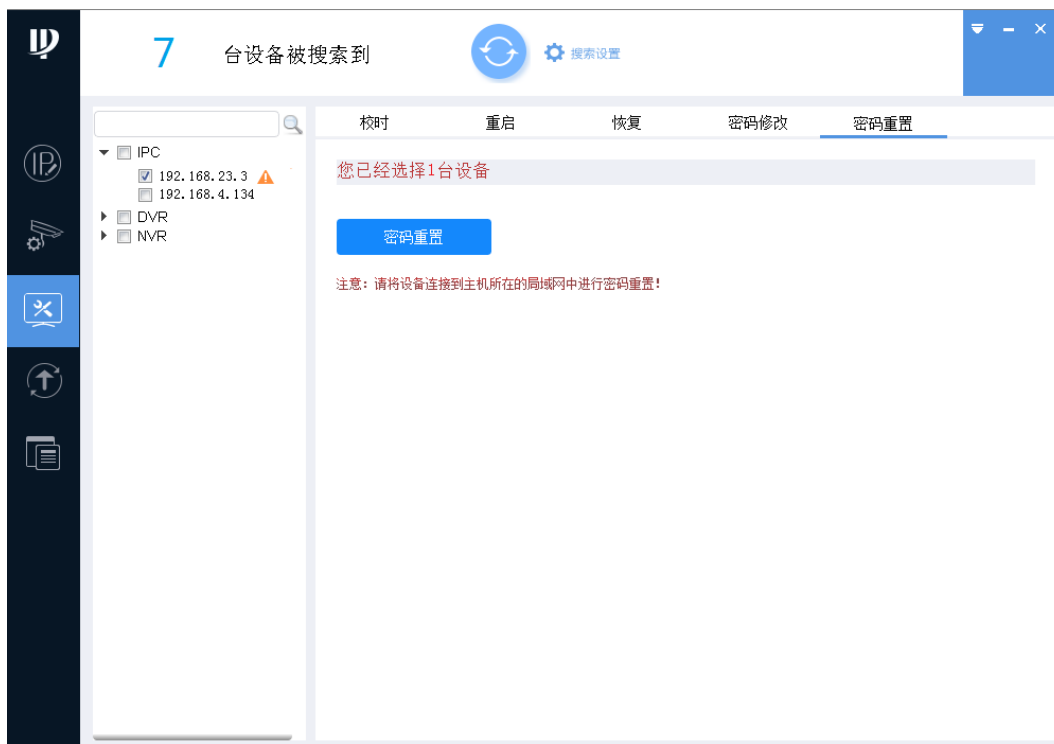 7 台设备被搜索到 搜索设置
校时 重启 恢复 密码修改 密码重置
IPC
192.168.23.3
192.168.4.134
DVR
NVR
您已经选择1台设备
密码重置
注意：请将设备连接到主机所在的局域网中进行密码重置！